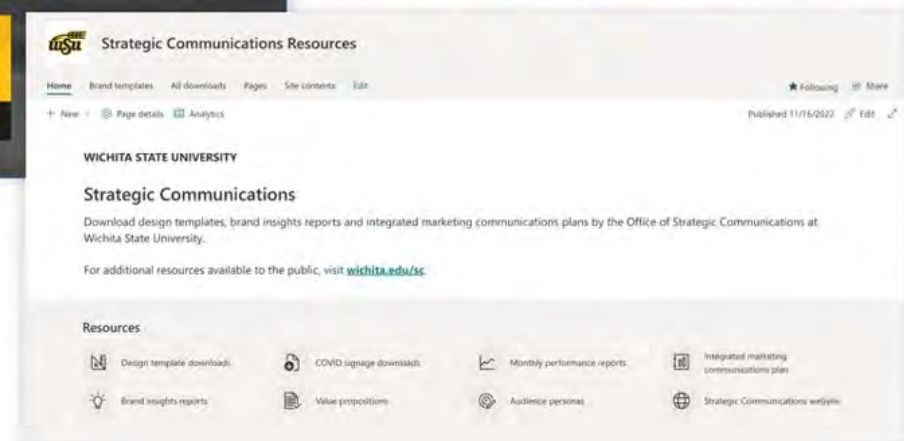 WSU Strategic Communications Resources
Home Brand templates All downloads Pages Site contents Edit
Following Share
+ New Page details Analytics
Published 11/16/2022 Edit
WICHITA STATE UNIVERSITY
Strategic Communications
Download design templates, brand insights reports and integrated marketing communications plans by the Office of Strategic Communications at
Wichita State University.
For additional resources available to the public, visit wichita.edu/sc.
Resources
Design template downloads
COVID signage downloads
Monthly performance reports
Integrated marketing
communications plan
Brand insights reports
Value propositions
Audience personas
Strategic Communications website